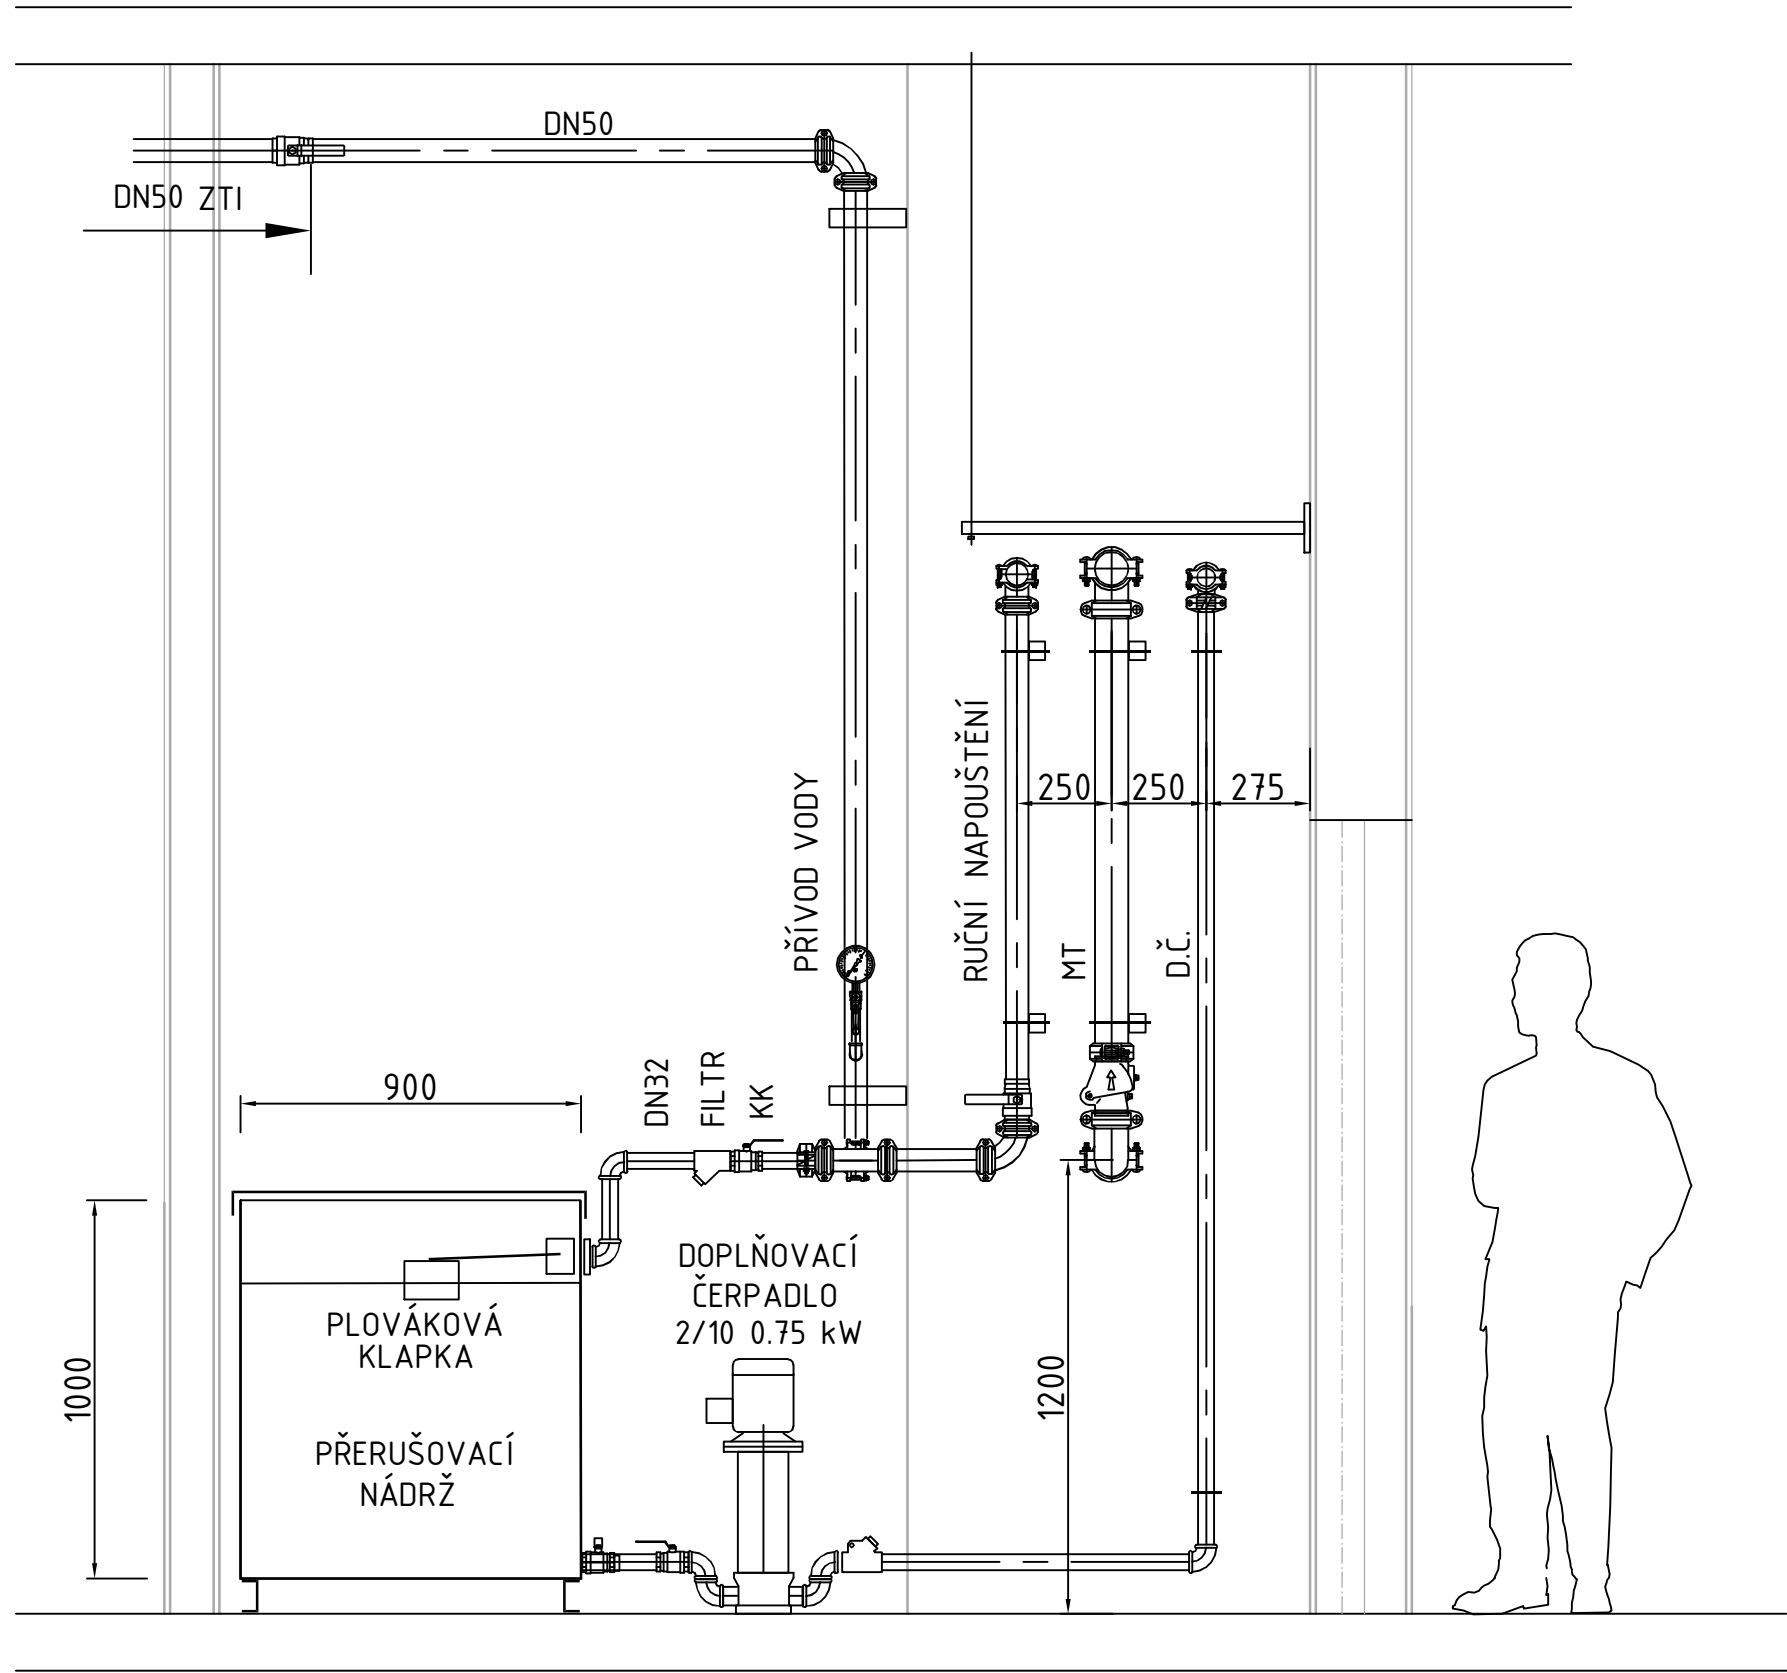 DN50
DN50 ZTI
PŘÍVOD VODY
RUČNÍ NAPOUŠTĚNÍ
MT
D.Č.
250
250
275
900
DN32
FILTR
KK
1000
PLOVÁKOVÁ
KLAPKA
PŘERUŠOVACÍ
NÁDRŽ
DOPLŇOVACÍ
ČERPADLO
2/10 0.75 kW
1200